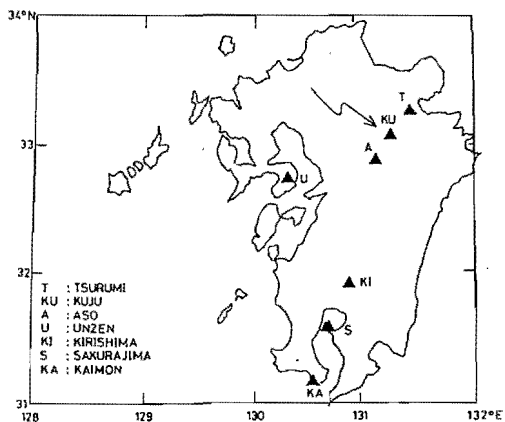 34°N
T
KU
33
A
U
32
KI
T : TSURUMI
KU : KUJU
A : ASO
U : UNZEN
KI : KIRISHIMA
S : SAKURAJIMA
KA : KAIMON
S
KA
31
128
129
130
131
132°E